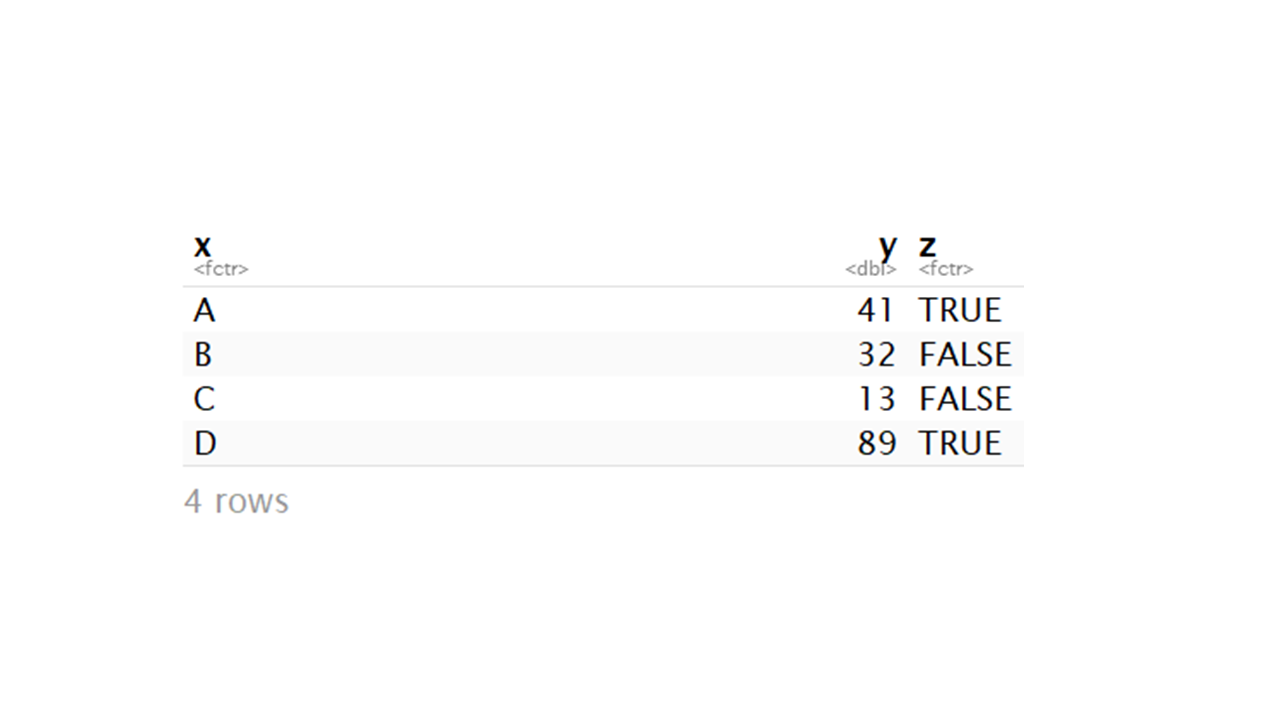 x y z
<fctr> <dbl> <fctr>
A 41 TRUE
B 32 FALSE
C 13 FALSE
D 89 TRUE
4 rows